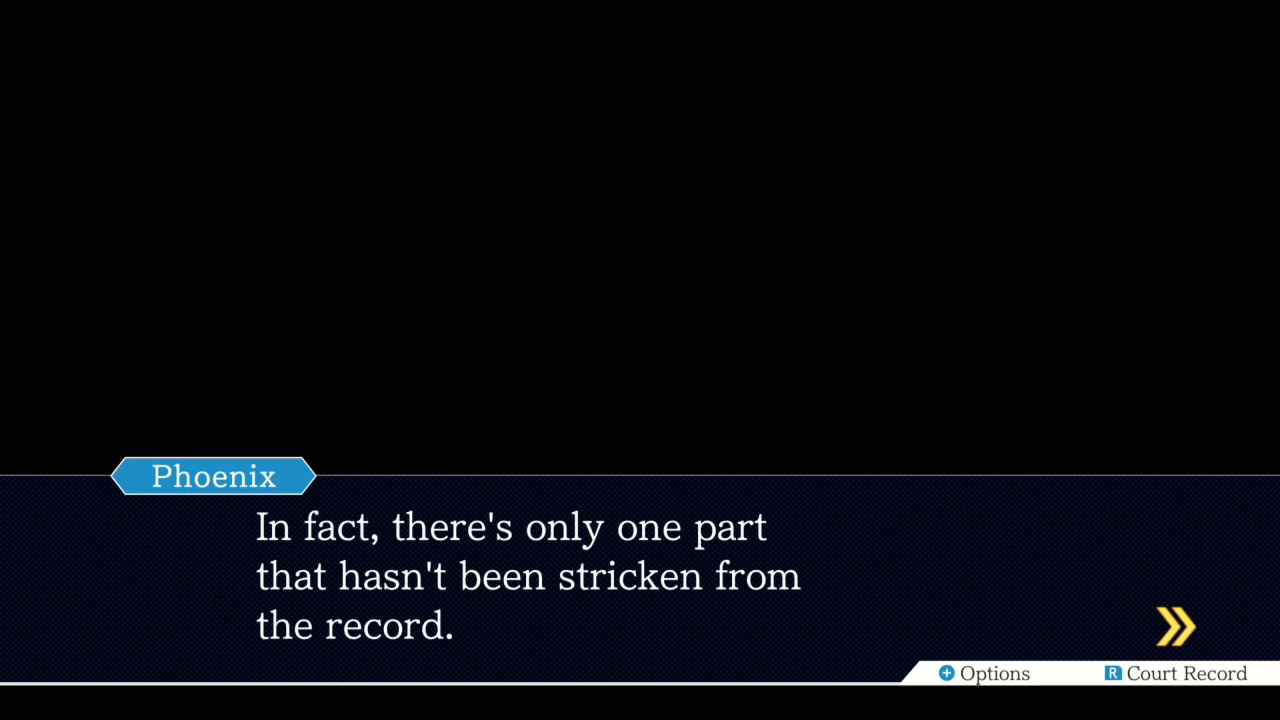 Phoenix
In fact, there's only one part
that hasn't been stricken from
the record.
+ Options
R Court Record